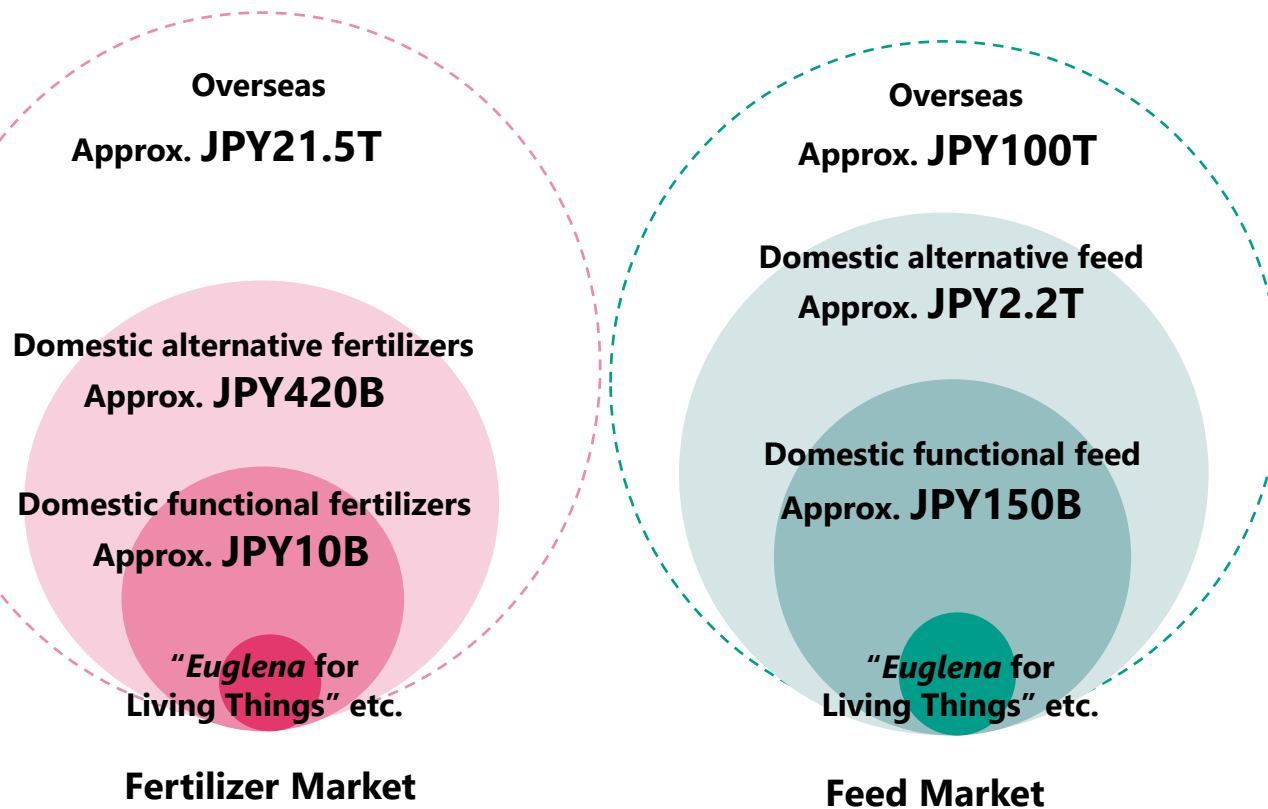 Overseas
Approx. JPY21.5T
Domestic alternative fertilizers
Approx. JPY420B
Domestic functional fertilizers
Approx. JPY10B
“Euglena for
Living Things” etc.
Fertilizer Market
Overseas
Approx. JPY100T
Domestic alternative feed
Approx. JPY2.2T
Domestic functional feed
Approx. JPY150B
“Euglena for
Living Things” etc.
Feed Market